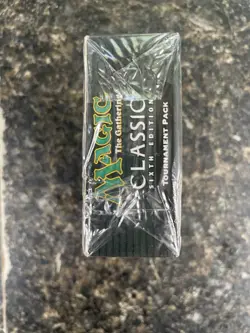 MAGIC
The Gathering
CLASSIC
SIXTH EDITION
TOURNAMENT PACK